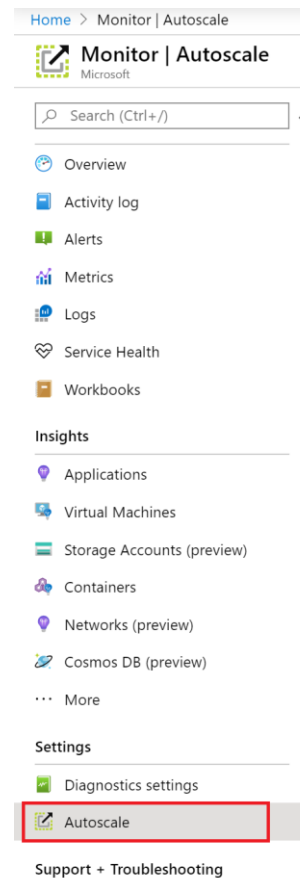 Home > Monitor | Autoscale
Monitor | Autoscale
Microsoft
Search (Ctrl+/)
Overview
Activity log
Alerts
Metrics
Logs
Service Health
Workbooks
Insights
Applications
Virtual Machines
Storage Accounts (preview)
Containers
Networks (preview)
Cosmos DB (preview)
··· More
Settings
Diagnostics settings
Autoscale
Support + Troubleshooting